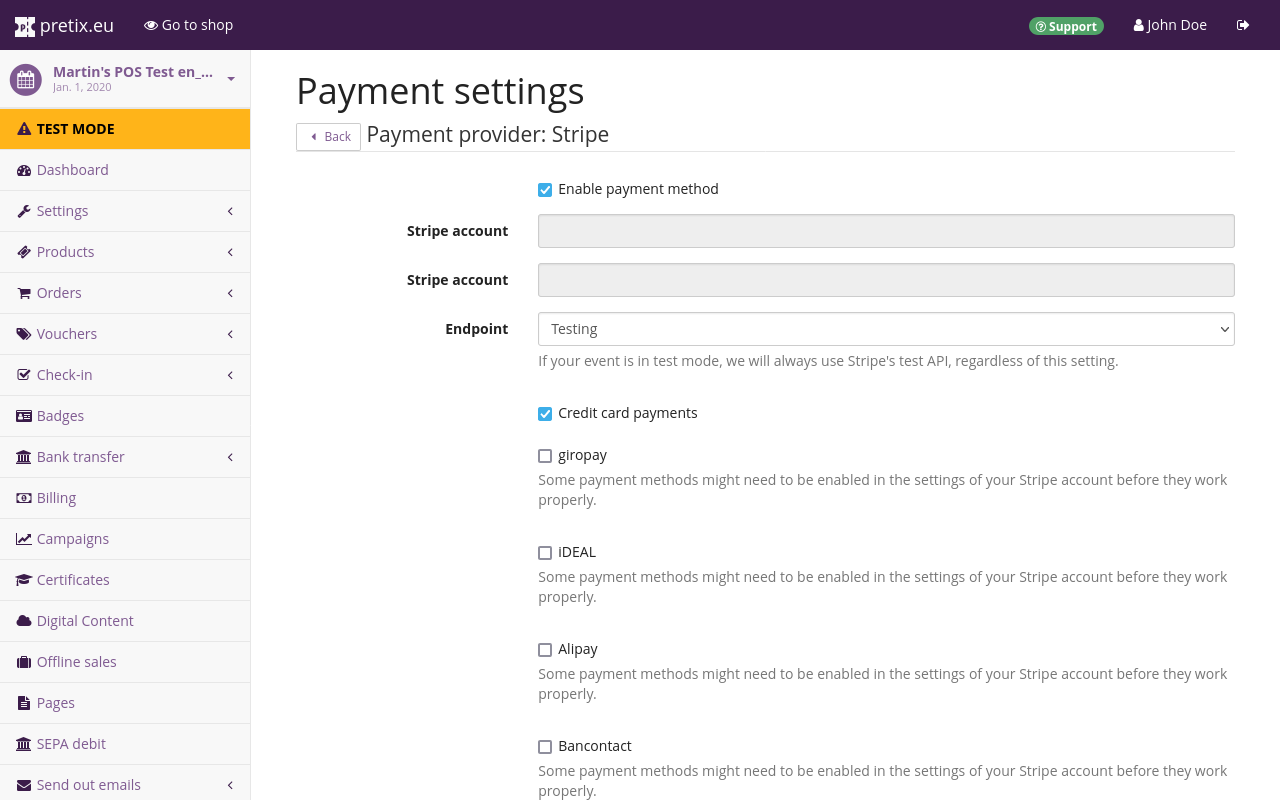 pretix.eu
Go to shop
Support
John Doe
Martin's POS Test en_...
Jan. 1, 2020
TEST MODE
Dashboard
Settings
Products
Orders
Vouchers
Check-in
Badges
Bank transfer
Billing
Campaigns
Certificates
Digital Content
Offline sales
Pages
SEPA debit
Send out emails
Payment settings
Back
Payment provider: Stripe
Enable payment method
Stripe account
Stripe account
Endpoint
Testing
If your event is in test mode, we will always use Stripe's test API, regardless of this setting.
Credit card payments
giropay
Some payment methods might need to be enabled in the settings of your Stripe account before they work
properly.
iDEAL
Some payment methods might need to be enabled in the settings of your Stripe account before they work
properly.
Alipay
Some payment methods might need to be enabled in the settings of your Stripe account before they work
properly.
Bancontact
Some payment methods might need to be enabled in the settings of your Stripe account before they work
properly.